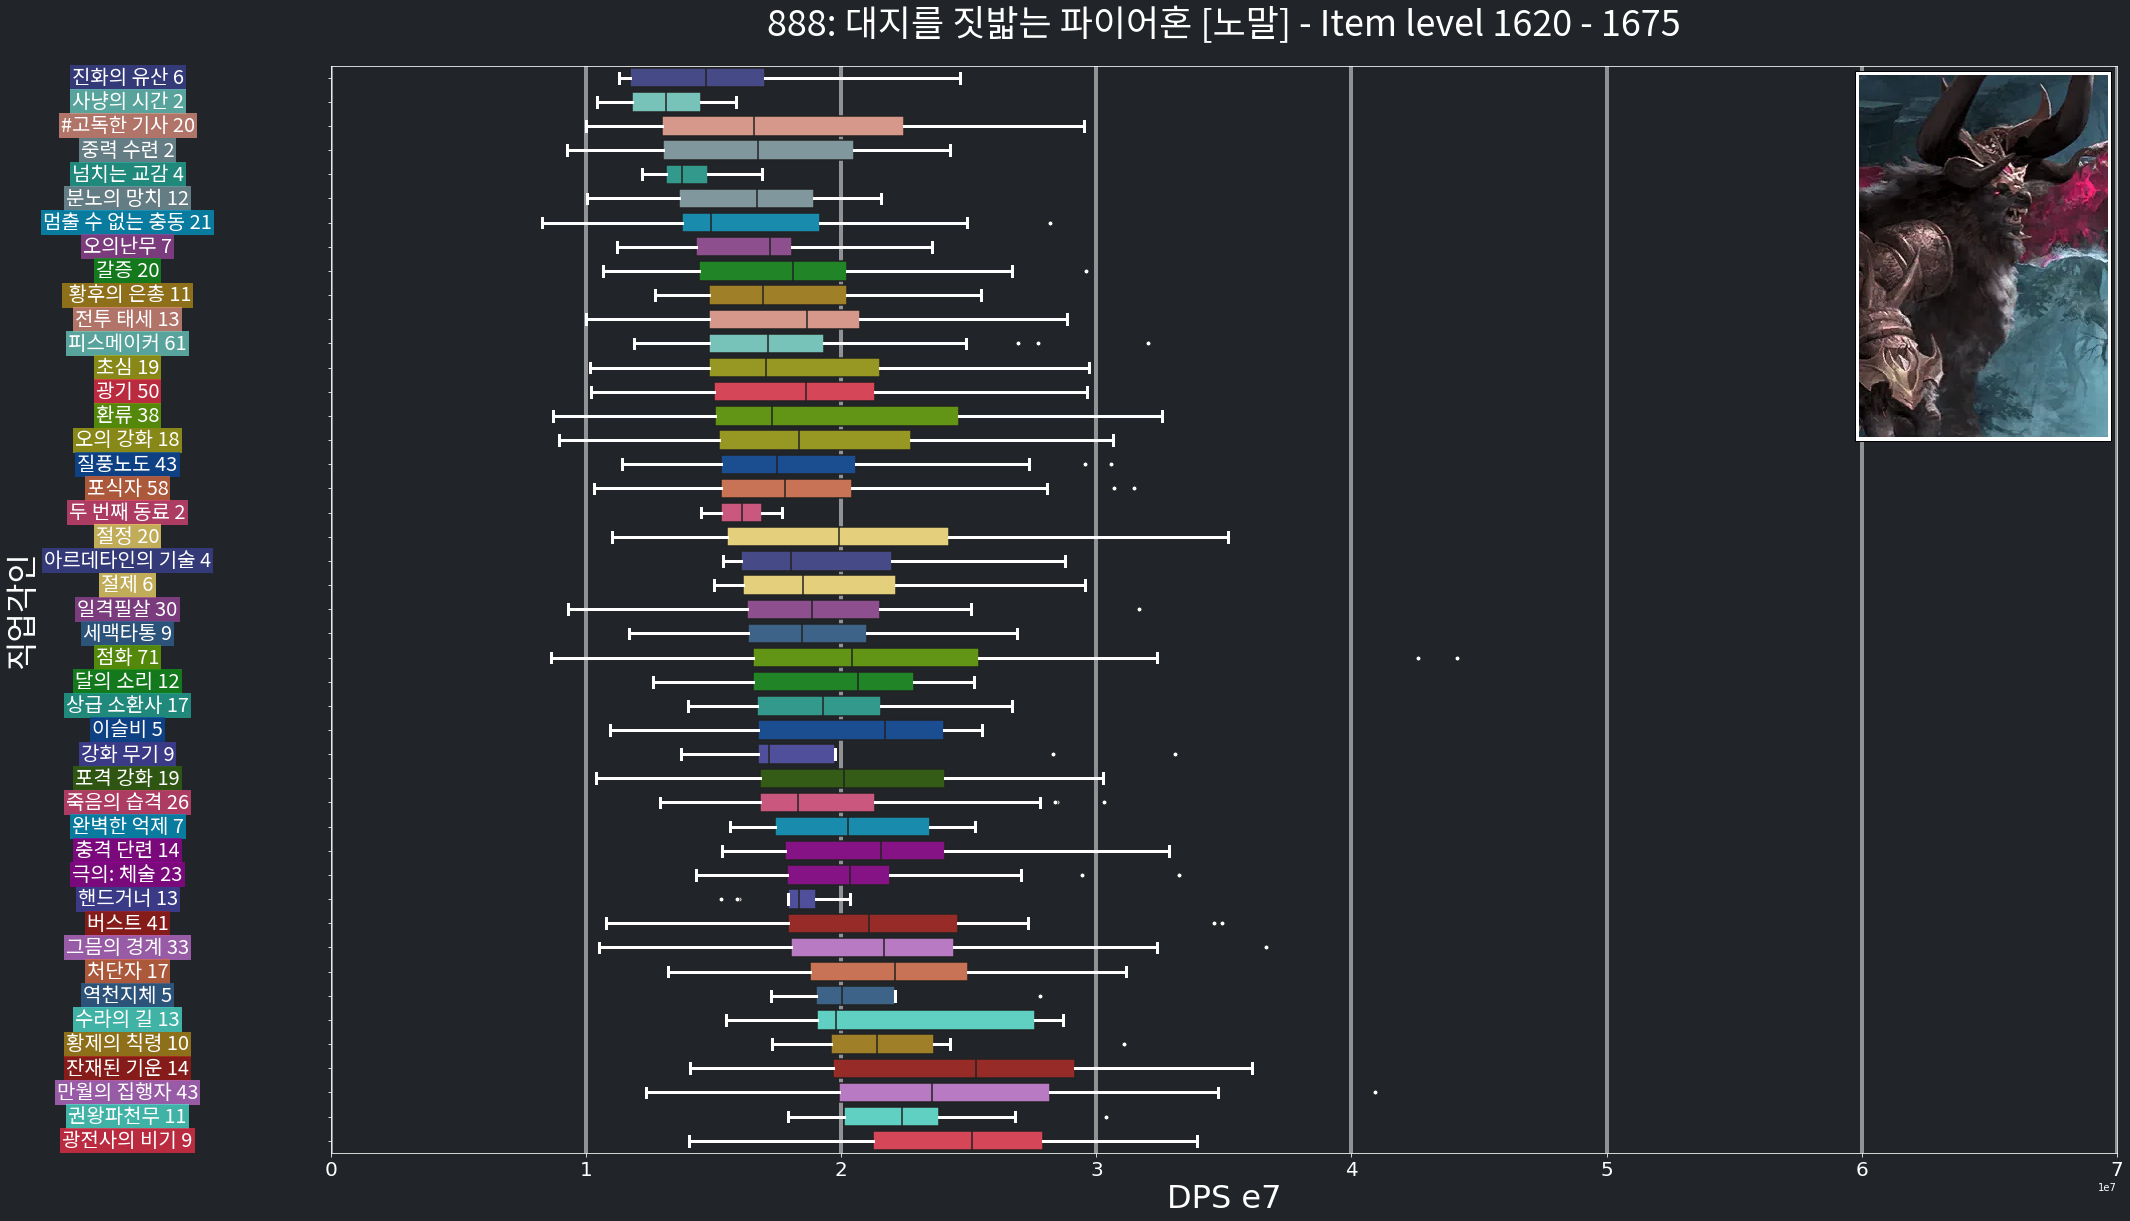 888: 대지를 짓밟는 파이어혼 [노말] - Item level 1620 - 1675
진화의 유산 6
사냥의 시간 2
#고독한 기사 20
중력 수련 2
넘치는 교감 4
분노의 망치 12
멈출 수 없는 충동 21
오의난무 7
갈증 20
황후의 은총 11
전투 태세 13
피스메이커 61
초심 19
광기 50
환류 38
오의 강화 18
질풍노도 43
포식자 58
두 번째 동료 2
절정 20
아르데타인의 기술 4
절제 6
일격필살 30
세맥타통 9
점화 71
달의 소리 12
상급 소환사 17
이슬비 5
강화 무기 9
포격 강화 19
죽음의 습격 26
완벽한 억제 7
충격 단련 14
극의: 체술 23
핸드거너 13
버스트 41
그믐의 경계 33
처단자 17
역천지체 5
수라의 길 13
황제의 칙령 10
잔재된 기운 14
만월의 집행자 43
권왕파천무 11
광전사의 비기 9
직업각인
0 1 2 3 4 5 6 7
1e7
DPS e7